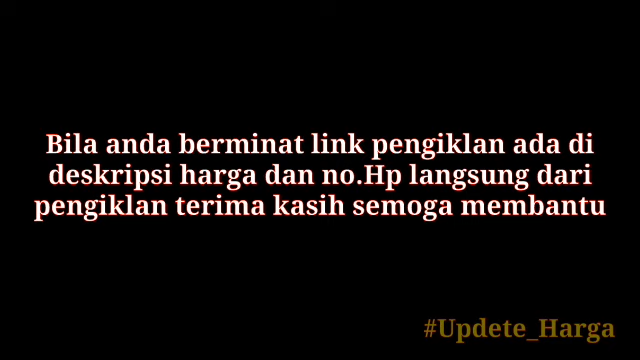 Bila anda berminat link pengiklan ada di
deskripsi harga dan no.Hp langsung dari
pengiklan terima kasih semoga membantu
#Updete_Harga